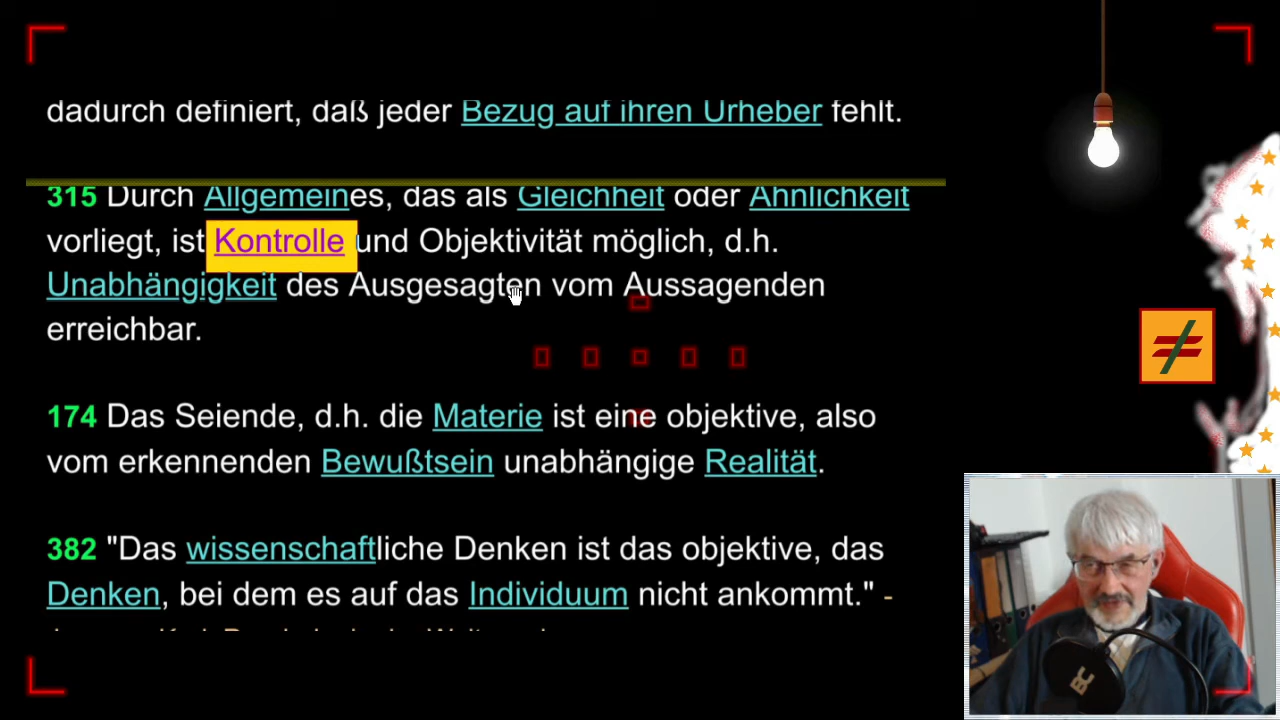 dadurch definiert, daß jeder Bezug auf ihren Urheber fehlt.
315 Durch Allgemeines, das als Gleichheit oder Ähnlichkeit
vorliegt, ist Kontrolle und Objektivität möglich, d.h.
Unabhängigkeit des Ausgesagten vom Aussagenden
erreichbar.
174 Das Seiende, d.h. die Materie ist eine objektive, also
vom erkennenden Bewußtsein unabhängige Realität.
382 "Das wissenschaftliche Denken ist das objektive, das
Denken, bei dem es auf das Individuum nicht ankommt." -
≠
BC